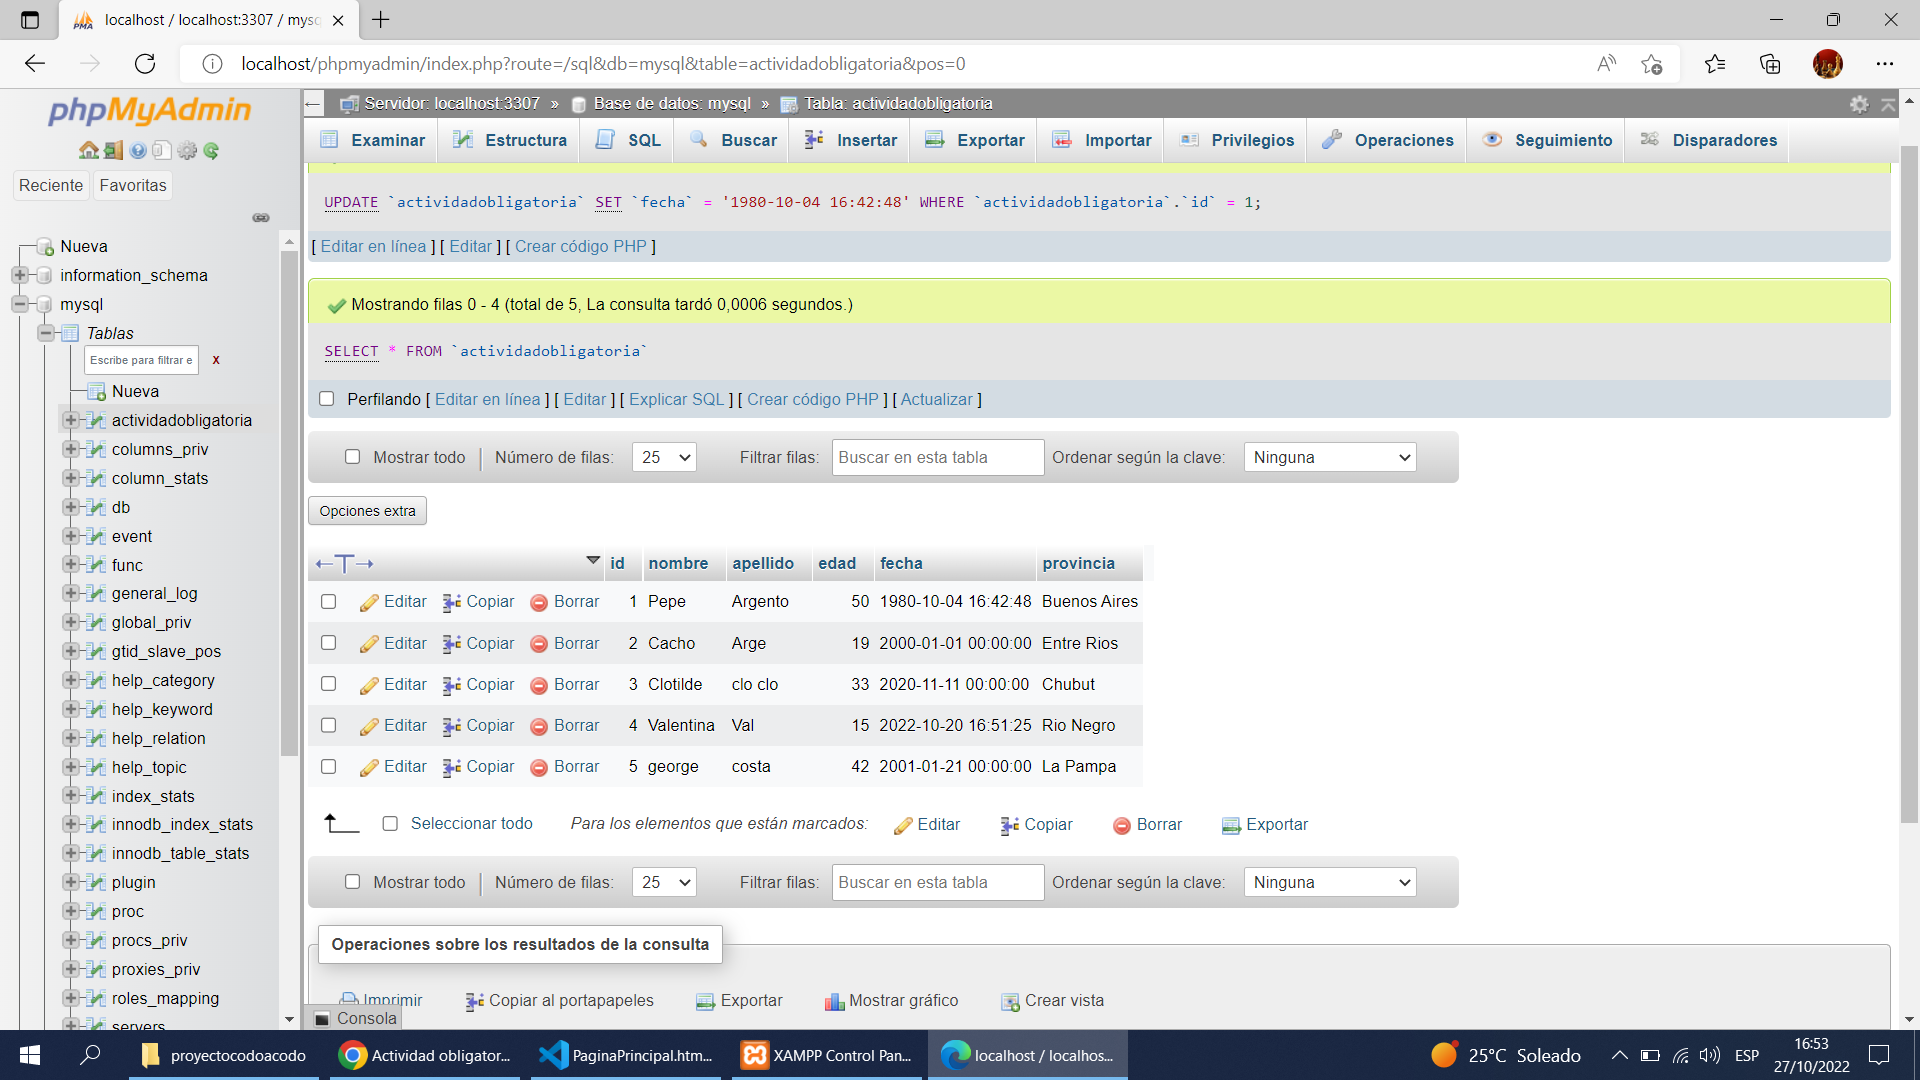 localhost / localhost:3307 / mysq
localhost/phpmyadmin/index.php?route=/sql&db=mysql&table=actividadobligatoria&pos=0
phpMyAdmin
Reciente
Favoritas
Nueva
information_schema
mysql
Tablas
Escribe para filtrar e
x
Nueva
actividadobligatoria
columns_priv
column_stats
db
event
func
general_log
global_priv
gtid_slave_pos
help_category
help_keyword
help_relation
help_topic
index_stats
innodb_index_stats
innodb_table_stats
plugin
proc
procs_priv
proxies_priv
roles_mapping
servers
Servidor: localhost:3307 » Base de datos: mysql » Tabla: actividadobligatoria
Examinar Estructura SQL Buscar Insertar Exportar Importar Privilegios Operaciones Seguimiento Disparadores
UPDATE `actividadobligatoria` SET `fecha` = '1980-10-04 16:42:48' WHERE `actividadobligatoria`.`id` = 1;
[ Editar en línea ] [ Editar ] [ Crear código PHP ]
Mostrando filas 0 - 4 (total de 5, La consulta tardó 0,0006 segundos.)
SELECT * FROM `actividadobligatoria`
Perfilando [ Editar en línea ] [ Editar ] [ Explicar SQL ] [ Crear código PHP ] [ Actualizar ]
Mostrar todo Número de filas: 25 Filtrar filas: Buscar en esta tabla Ordenar según la clave: Ninguna
Opciones extra
id nombre apellido edad fecha provincia
Editar Copiar Borrar 1 Pepe Argento 50 1980-10-04 16:42:48 Buenos Aires
Editar Copiar Borrar 2 Cacho Arge 19 2000-01-01 00:00:00 Entre Rios
Editar Copiar Borrar 3 Clotilde clo clo 33 2020-11-11 00:00:00 Chubut
Editar Copiar Borrar 4 Valentina Val 15 2022-10-20 16:51:25 Rio Negro
Editar Copiar Borrar 5 george costa 42 2001-01-21 00:00:00 La Pampa
Seleccionar todo Para los elementos que están marcados: Editar Copiar Borrar Exportar
Mostrar todo Número de filas: 25 Filtrar filas: Buscar en esta tabla Ordenar según la clave: Ninguna
Operaciones sobre los resultados de la consulta
Imprimir Copiar al portapapeles Exportar Mostrar gráfico Crear vista
Consola
proyectocodoacodo
Actividad obligator...
PaginaPrincipal.htm...
XAMPP Control Pan...
localhost / localhos...
25°C Soleado
ESP
16:53
27/10/2022